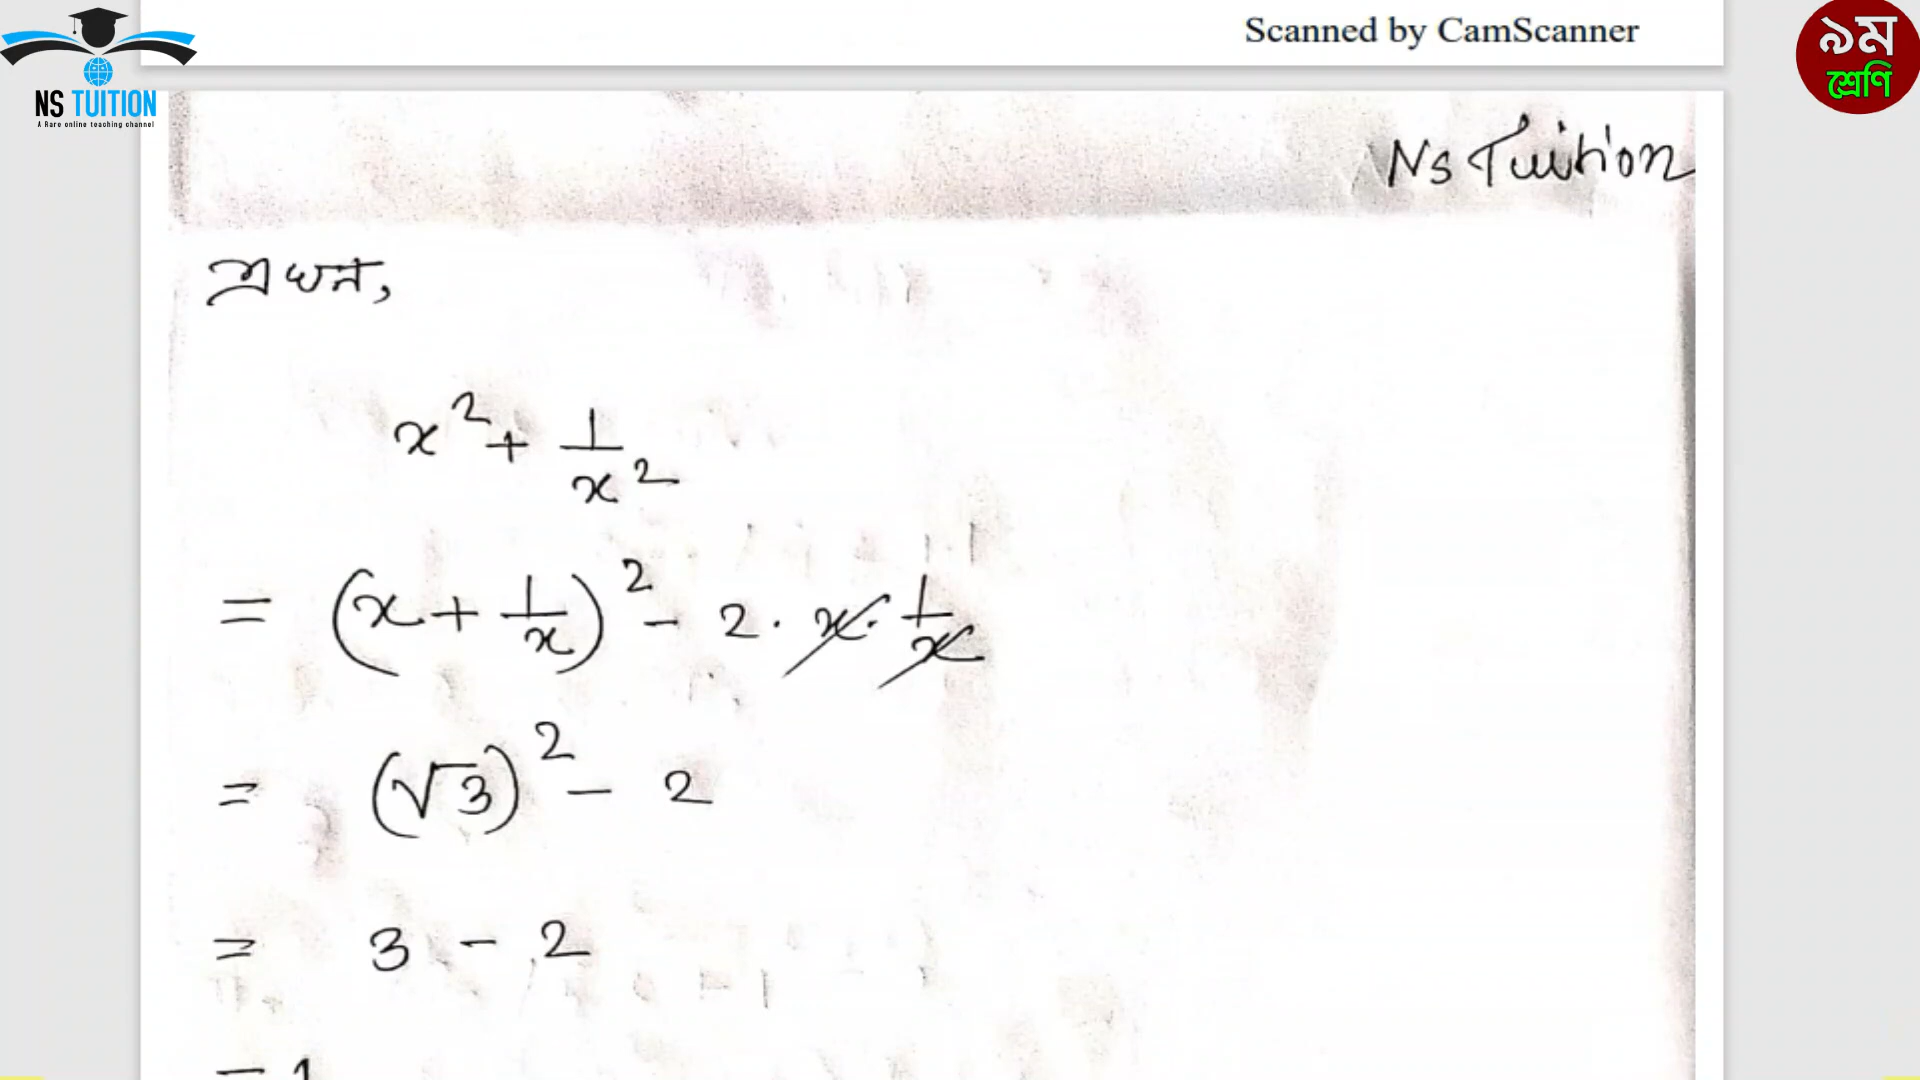 Scanned by CamScanner
৯ম
শ্রেণি
NS TUITION
A Rare online teaching channel
Ns Tuition
এখন,
x² + 1/x²
= (x + 1/x)² - 2 · x · 1/x
= (√3)² - 2
= 3 - 2
= 1